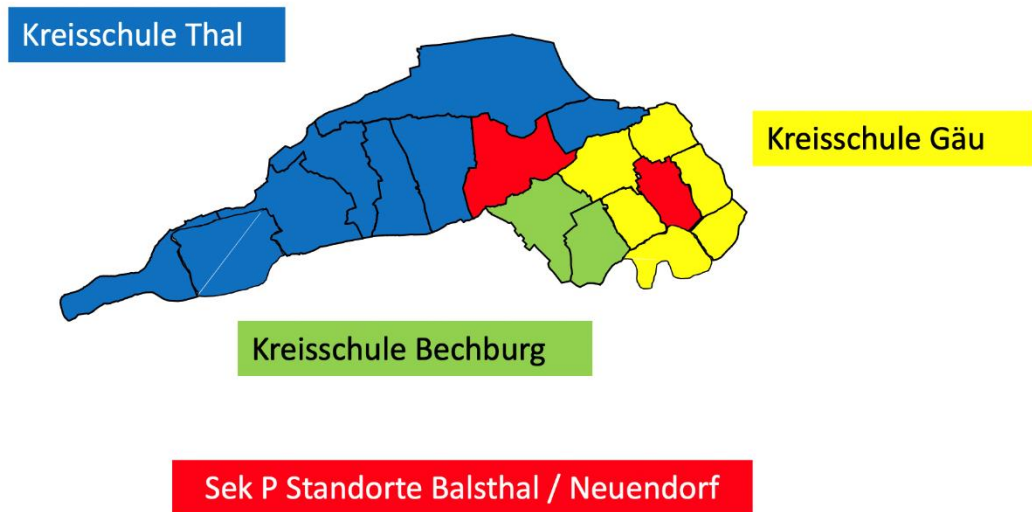 Kreisschule Thal
Kreisschule Gäu
Kreisschule Bechburg
Sek P Standorte Balsthal / Neuendorf